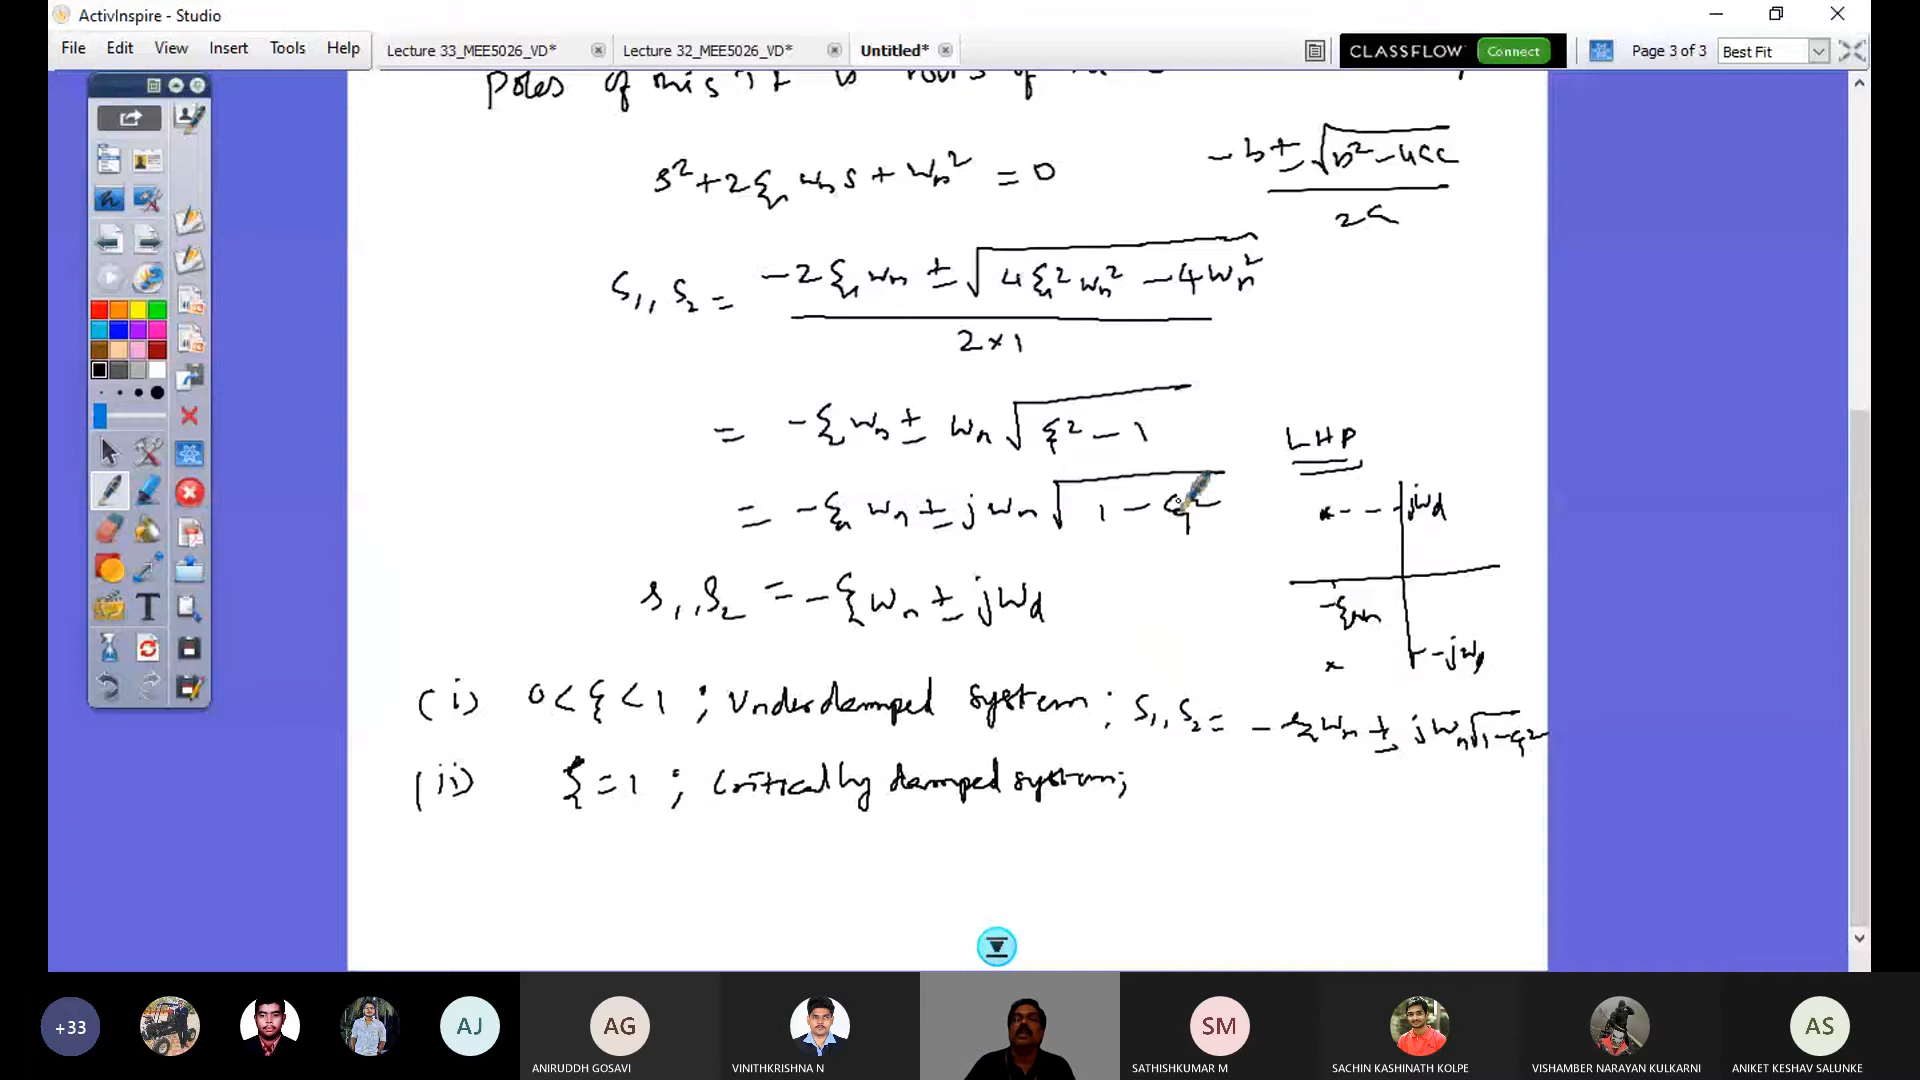 ActivInspire - Studio
File Edit View Insert Tools Help
Lecture 33_MEE5026_VD* Lecture 32_MEE5026_VD* Untitled*
CLASSFLOW Connect Page 3 of 3 Best Fit
Poles of this
s² + 2ξωₙs + ωₙ² = 0
-b ± √(b² - 4ac) / 2a
S₁, S₂ = -2ξωₙ ± √(4ξ²ωₙ² - 4ωₙ²) / 2×1
= -ξωₙ ± ωₙ√(ξ² - 1)
LHP
= -ξωₙ ± jωₙ√(1 - ξ²)
jωd
S₁, S₂ = -ξωₙ ± jωd
-ξωₙ
-jωd
(i) 0 < ξ < 1 ; Underdamped system ; S₁, S₂ = -ξωₙ ± jωₙ√(1-ξ²)
(ii) ξ = 1 ; Critically damped system;
+33 AJ AG SM AS
ANIRUDDH GOSAVI VINITHKRISHNA N SATHISHKUMAR M SACHIN KASHINATH KOLPE VISHAMBER NARAYAN KULKARNI ANIKET KESHAV SALUNKE